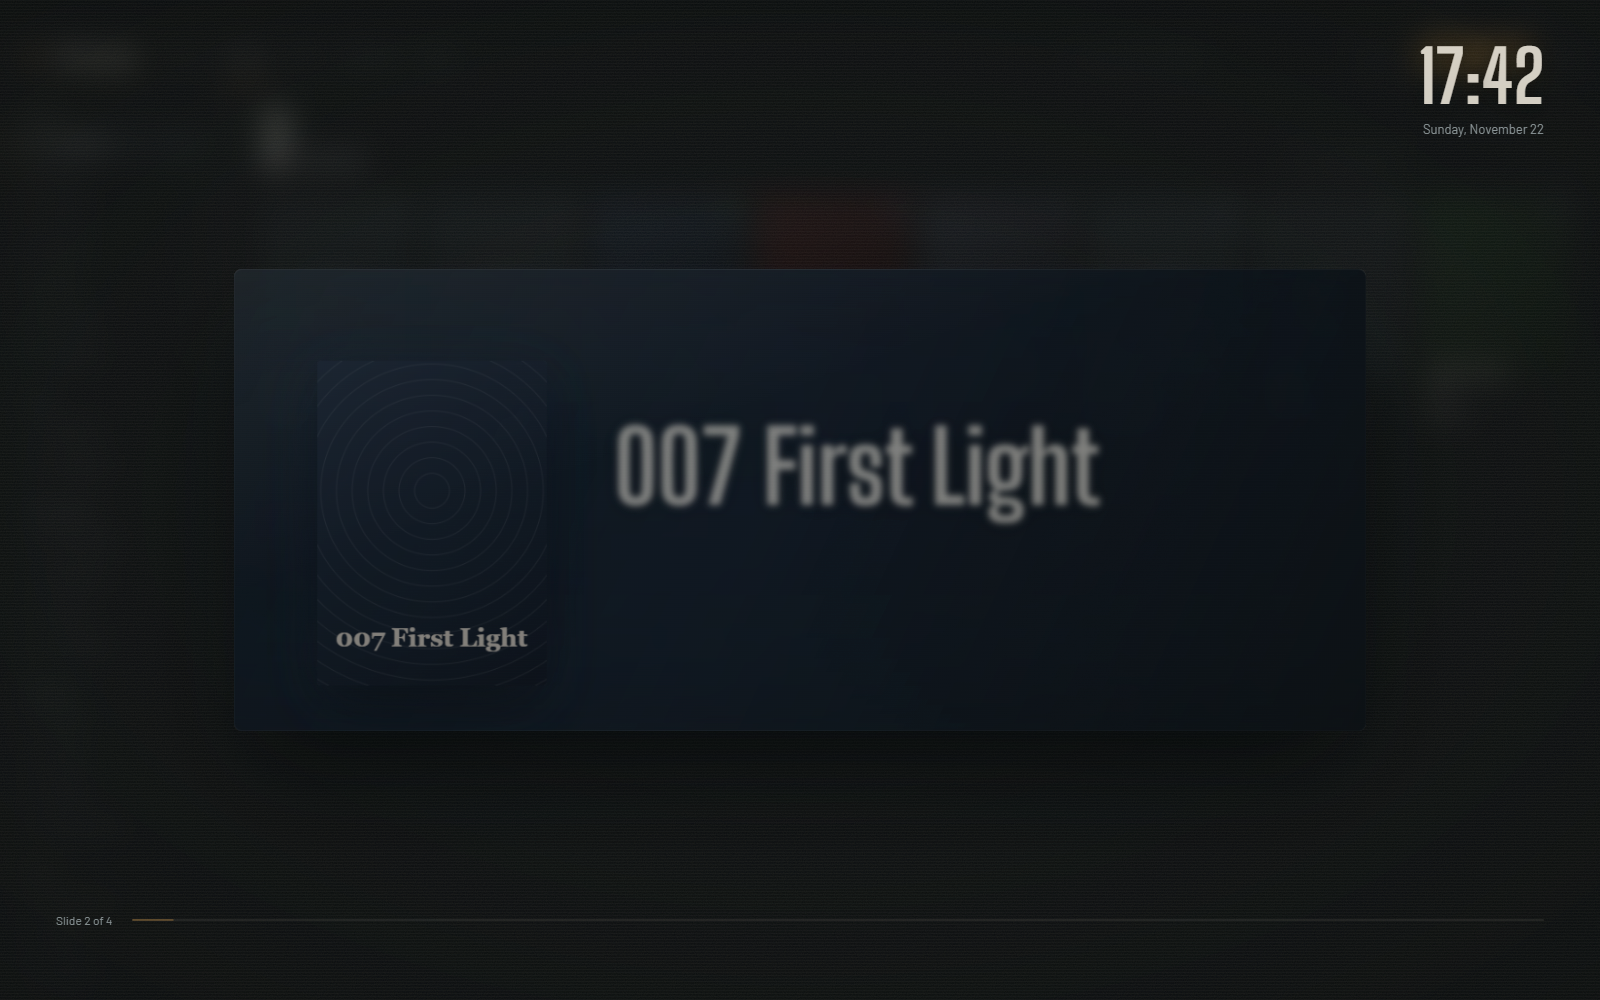 17:42
Sunday, November 22
007 First Light
007 First Light
Slide 2 of 4